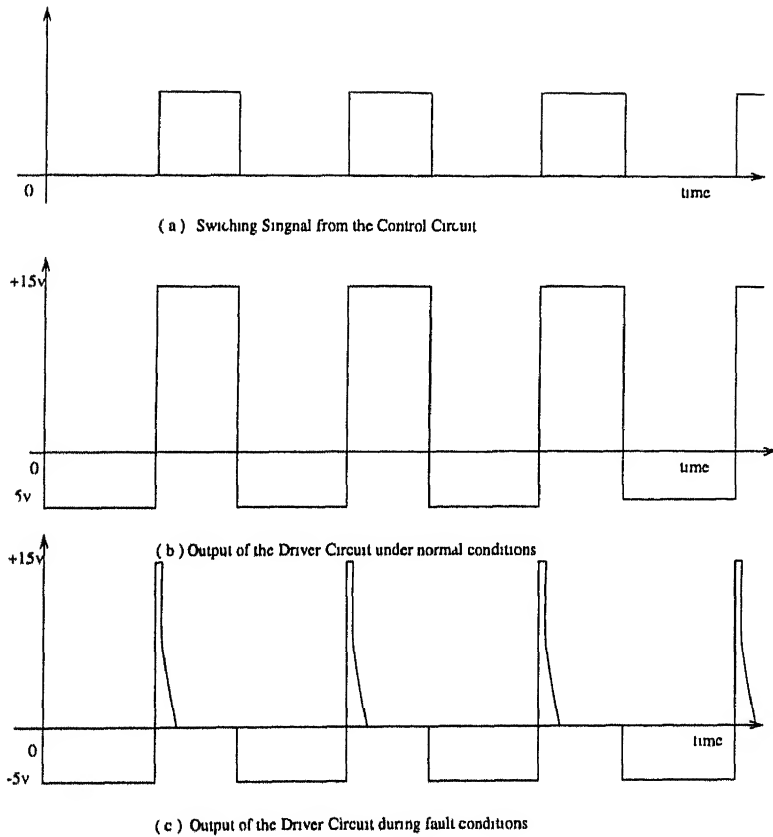 0
time
( a ) Swiching Singnal from the Control Circuit
+15v
0
time
5v
( b ) Output of the Driver Circuit under normal conditions
+15v
0
time
-5v
( c ) Output of the Driver Circuit during fault conditions